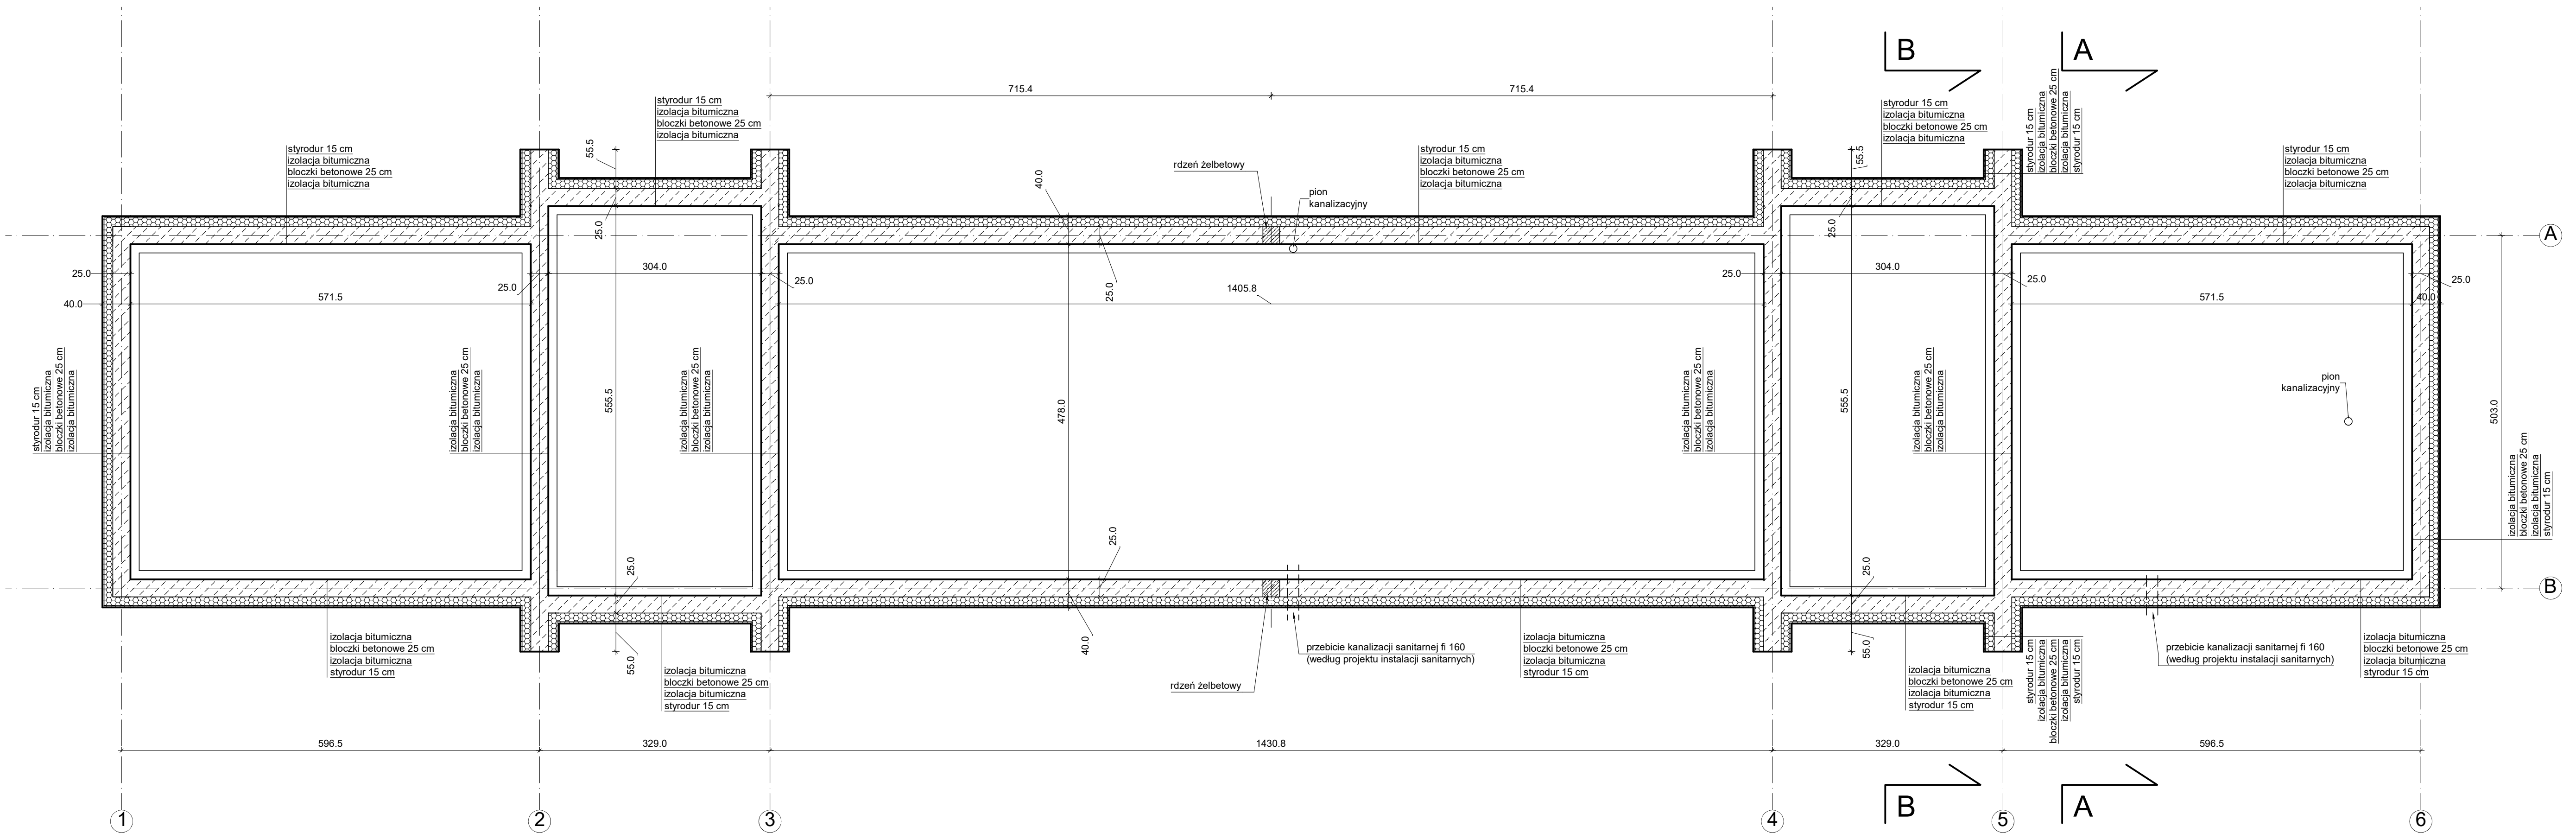 B
A
715.4
715.4
styrodur 15 cm
izolacja bitumiczna
bloczki betonowe 25 cm
izolacja bitumiczna
styrodur 15 cm
izolacja bitumiczna
bloczki betonowe 25 cm
izolacja bitumiczna
styrodur 15 cm
izolacja bitumiczna
bloczki betonowe 25 cm
izolacja bitumiczna
styrodur 15 cm
styrodur 15 cm
izolacja bitumiczna
bloczki betonowe 25 cm
izolacja bitumiczna
55.5
rdzeń żelbetowy
styrodur 15 cm
izolacja bitumiczna
bloczki betonowe 25 cm
izolacja bitumiczna
55.5
styrodur 15 cm
izolacja bitumiczna
bloczki betonowe 25 cm
izolacja bitumiczna
40.0
pion
kanalizacyjny
25.0
25.0
A
25.0
304.0
25.0
25.0
25.0
25.0
304.0
25.0
25.0
40.0
571.5
1405.8
571.5
40.0
styrodur 15 cm
izolacja bitumiczna
bloczki betonowe 25 cm
izolacja bitumiczna
izolacja bitumiczna
bloczki betonowe 25 cm
izolacja bitumiczna
555.5
izolacja bitumiczna
bloczki betonowe 25 cm
izolacja bitumiczna
478.0
izolacja bitumiczna
bloczki betonowe 25 cm
izolacja bitumiczna
555.5
izolacja bitumiczna
bloczki betonowe 25 cm
izolacja bitumiczna
pion
kanalizacyjny
503.0
izolacja bitumiczna
bloczki betonowe 25 cm
izolacja bitumiczna
styrodur 15 cm
25.0
25.0
25.0
B
izolacja bitumiczna
bloczki betonowe 25 cm
izolacja bitumiczna
styrodur 15 cm
55.0
izolacja bitumiczna
bloczki betonowe 25 cm
izolacja bitumiczna
styrodur 15 cm
40.0
rdzeń żelbetowy
przebicie kanalizacji sanitarnej fi 160
(według projektu instalacji sanitarnych)
izolacja bitumiczna
bloczki betonowe 25 cm
izolacja bitumiczna
styrodur 15 cm
55.0
izolacja bitumiczna
bloczki betonowe 25 cm
izolacja bitumiczna
styrodur 15 cm
styrodur 15 cm
izolacja bitumiczna
bloczki betonowe 25 cm
izolacja bitumiczna
styrodur 15 cm
przebicie kanalizacji sanitarnej fi 160
(według projektu instalacji sanitarnych)
izolacja bitumiczna
bloczki betonowe 25 cm
izolacja bitumiczna
styrodur 15 cm
596.5
329.0
1430.8
329.0
596.5
B
A
1
2
3
4
5
6